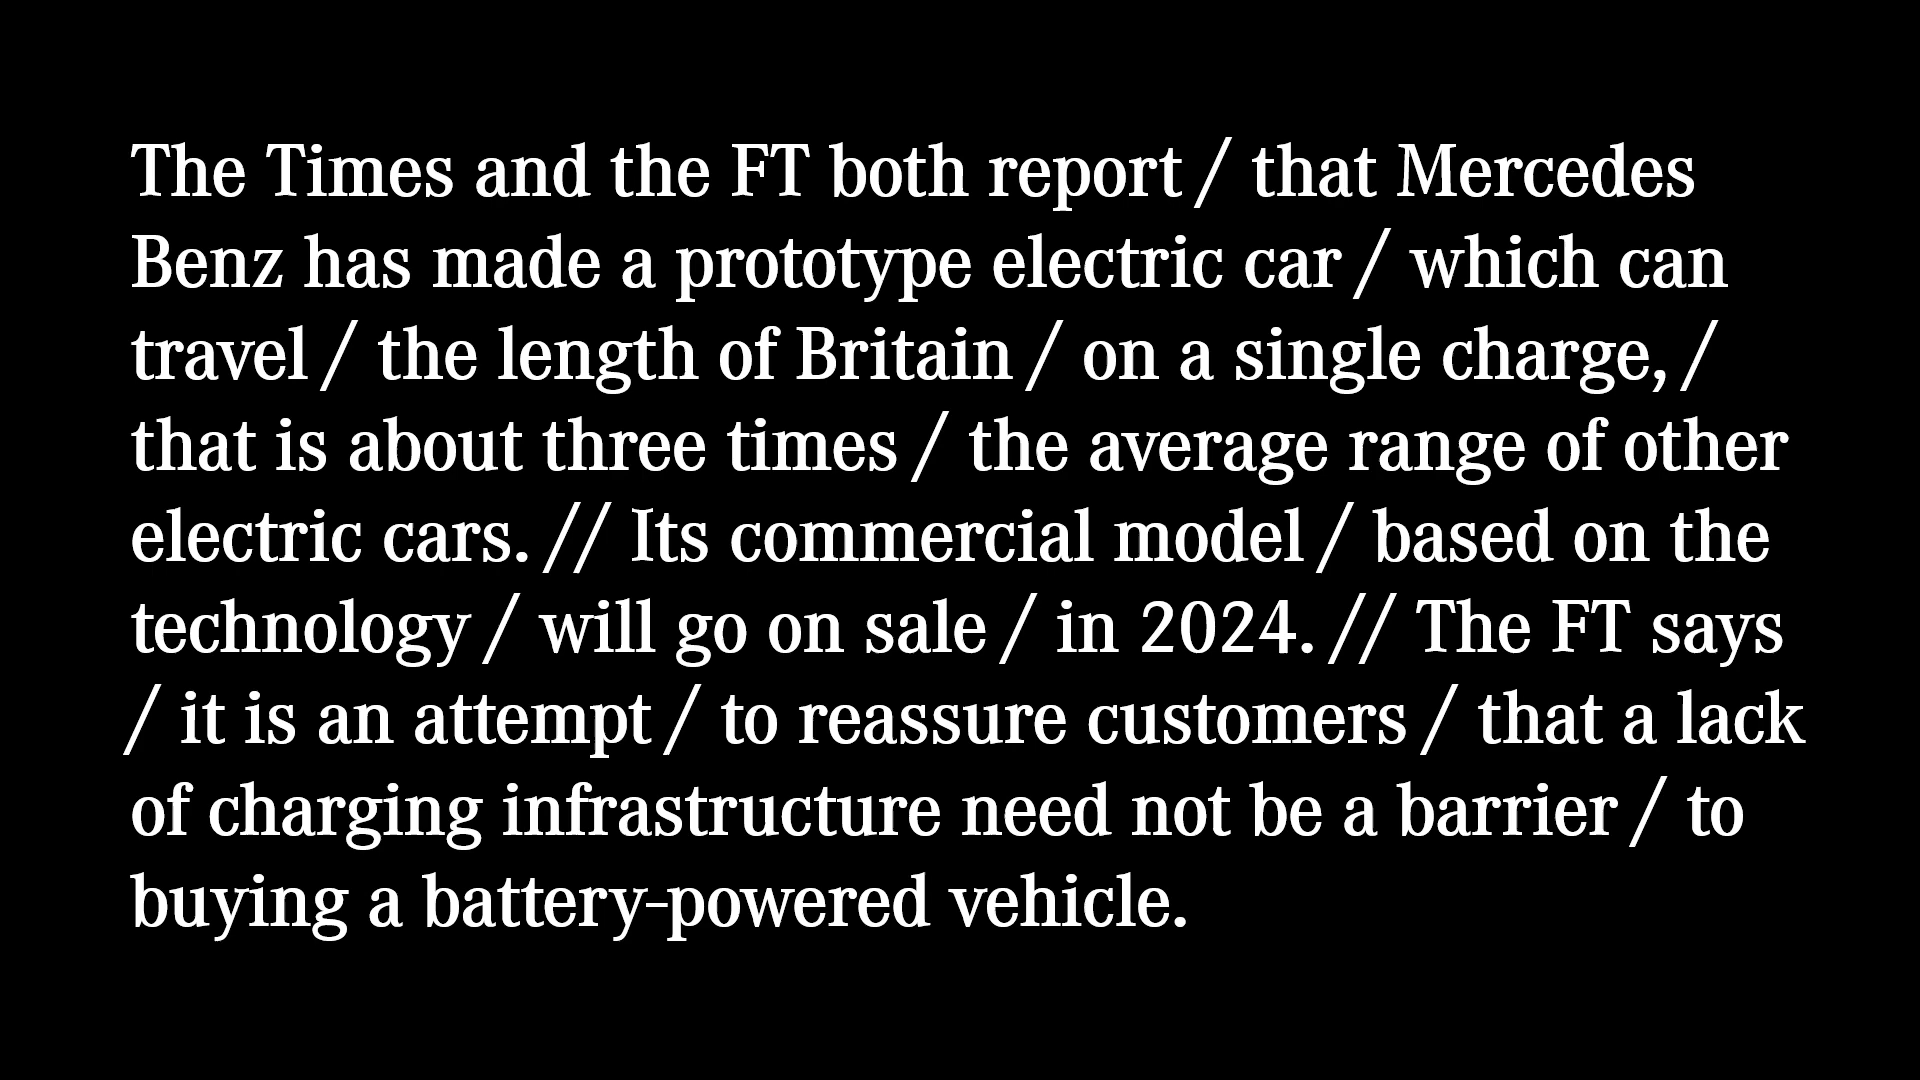 The Times and the FT both report / that Mercedes
Benz has made a prototype electric car / which can
travel / the length of Britain / on a single charge, /
that is about three times / the average range of other
electric cars. // Its commercial model / based on the
technology / will go on sale / in 2024. // The FT says
/ it is an attempt / to reassure customers / that a lack
of charging infrastructure need not be a barrier / to
buying a battery-powered vehicle.